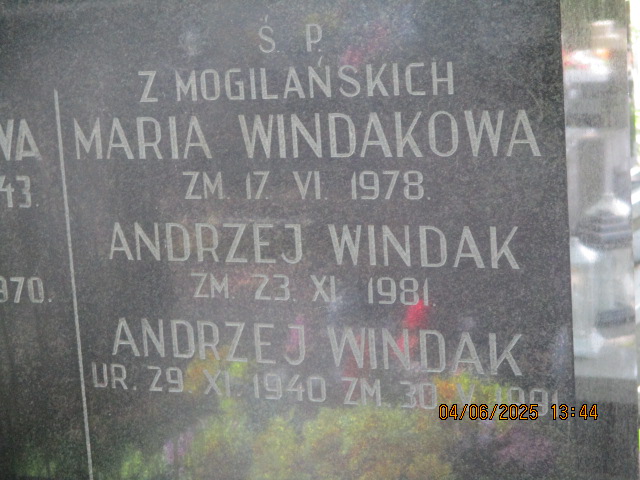 Ś. P.
Z MOGILAŃSKICH
MARIA WINDAKOWA
ZM. 17. VI. 1978.
ANDRZEJ WINDAK
ZM. 23. XI. 1981.
ANDRZEJ WINDAK
UR. 29 XI 1940 ZM. 30
WA
43.
970.
04/06/2025 13:44